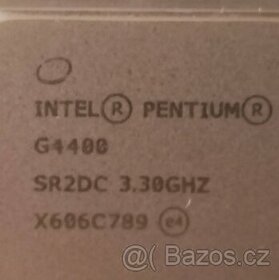 INTEL® PENTIUM®
G4400
SR2DC 3.30GHZ
X606C789 e4
Bazos.cz